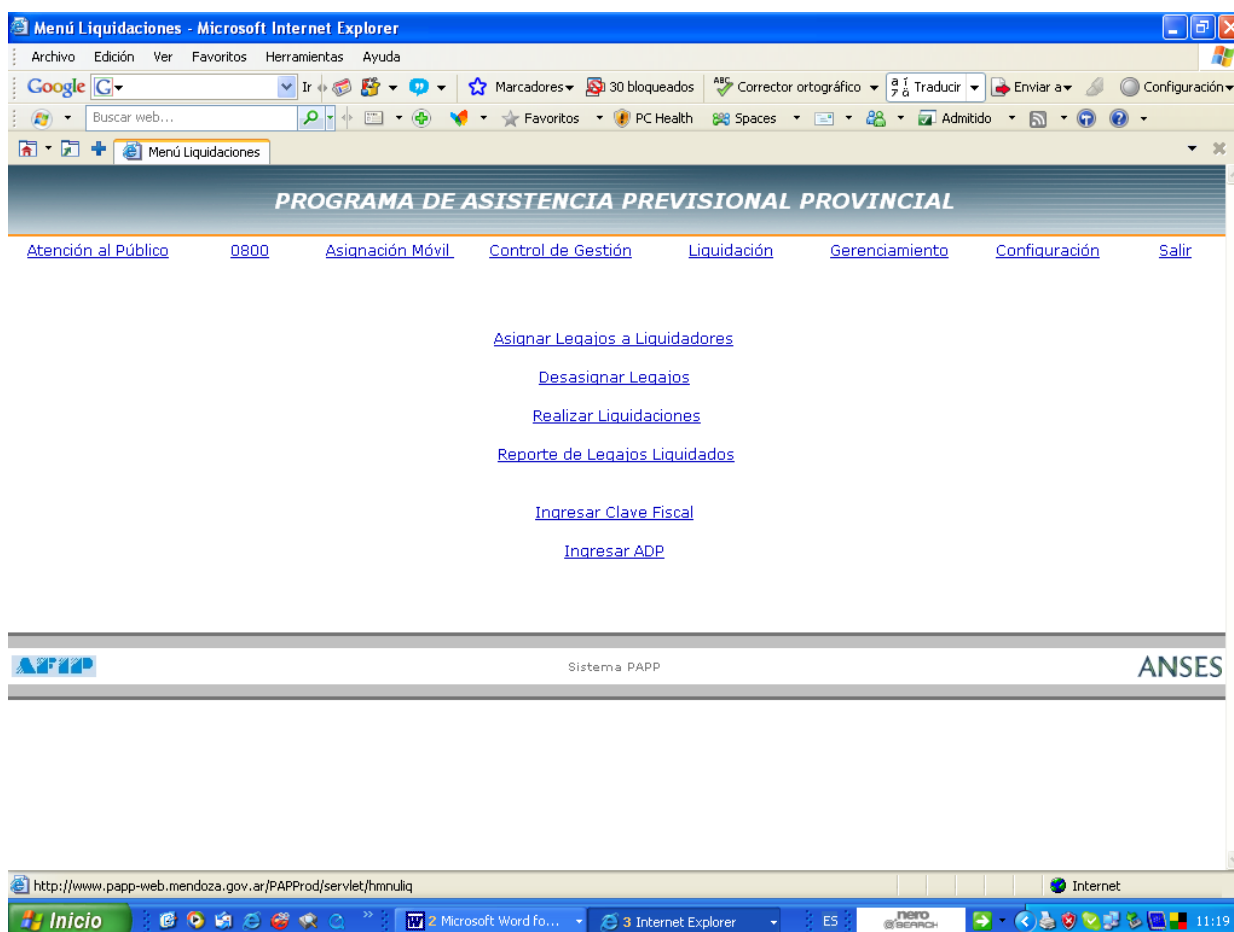 Menú Liquidaciones - Microsoft Internet Explorer
Archivo Edición Ver Favoritos Herramientas Ayuda
Google G Ir Marcadores 30 bloqueados ABC Corrector ortográfico Traducir Enviar a Configuración
Buscar web... Favoritos PC Health Spaces Admitido
Menú Liquidaciones
PROGRAMA DE ASISTENCIA PREVISIONAL PROVINCIAL
Atención al Público 0800 Asignación Móvil Control de Gestión Liquidación Gerenciamiento Configuración Salir
Asignar Legajos a Liquidadores
Desasignar Legajos
Realizar Liquidaciones
Reporte de Legajos Liquidados
Ingresar Clave Fiscal
Ingresar ADP
AFIP Sistema PAPP ANSES
http://www.papp-web.mendoza.gov.ar/PAPProd/servlet/hmnuliq Internet
Inicio 2 Microsoft Word fo... 3 Internet Explorer ES nero SEARCH 11:19